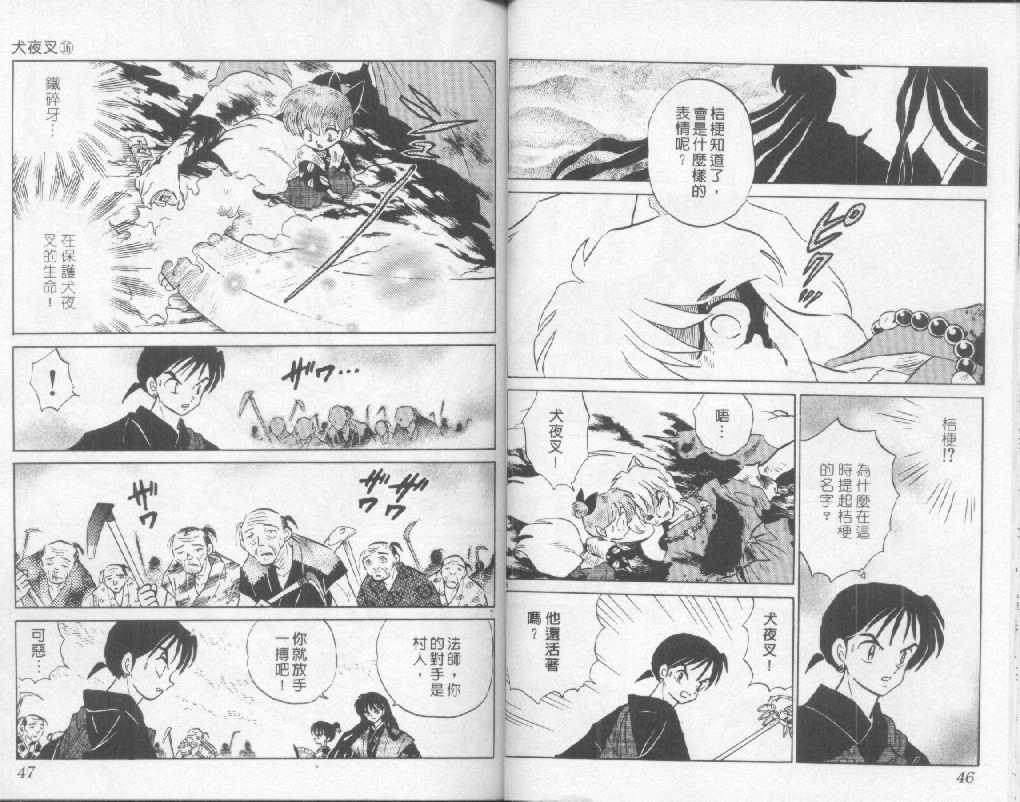 桔梗知道了，
會是什麼樣的
表情呢？
ピク
桔梗!?
為什麼在這
時提起桔梗
的名字？
唔…
犬夜叉！
犬夜叉！
他還活著
嗎？
46
犬夜叉⑯
鐵碎牙…
在保護犬夜
叉的生命！
ザワ…
！
ザワ
ザワ
法師，你
的對手是
村人，
你就放手
一搏吧！
可惡…
47